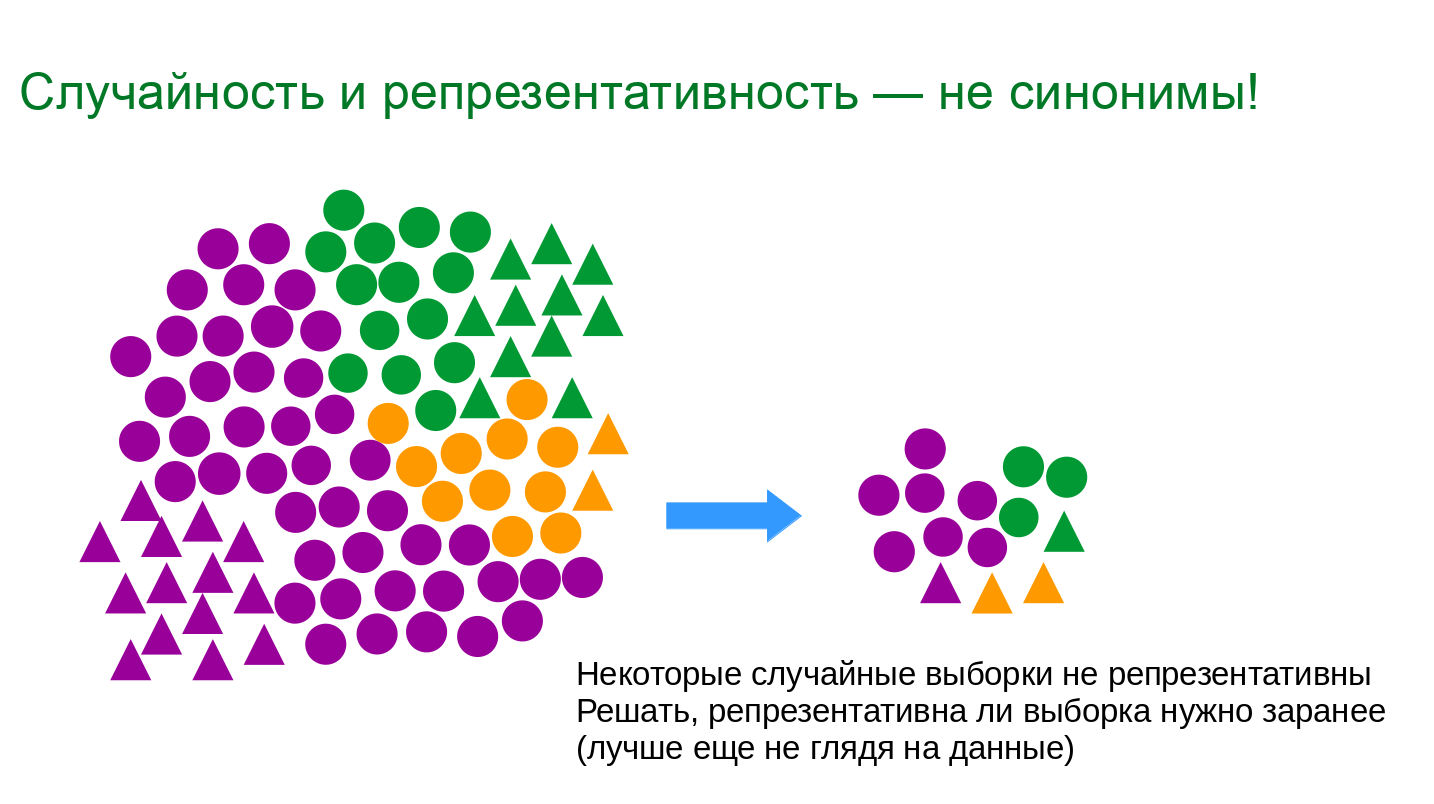 Случайность и репрезентативность — не синонимы!
Некоторые случайные выборки не репрезентативны
Решать, репрезентативна ли выборка нужно заранее
(лучше еще не глядя на данные)